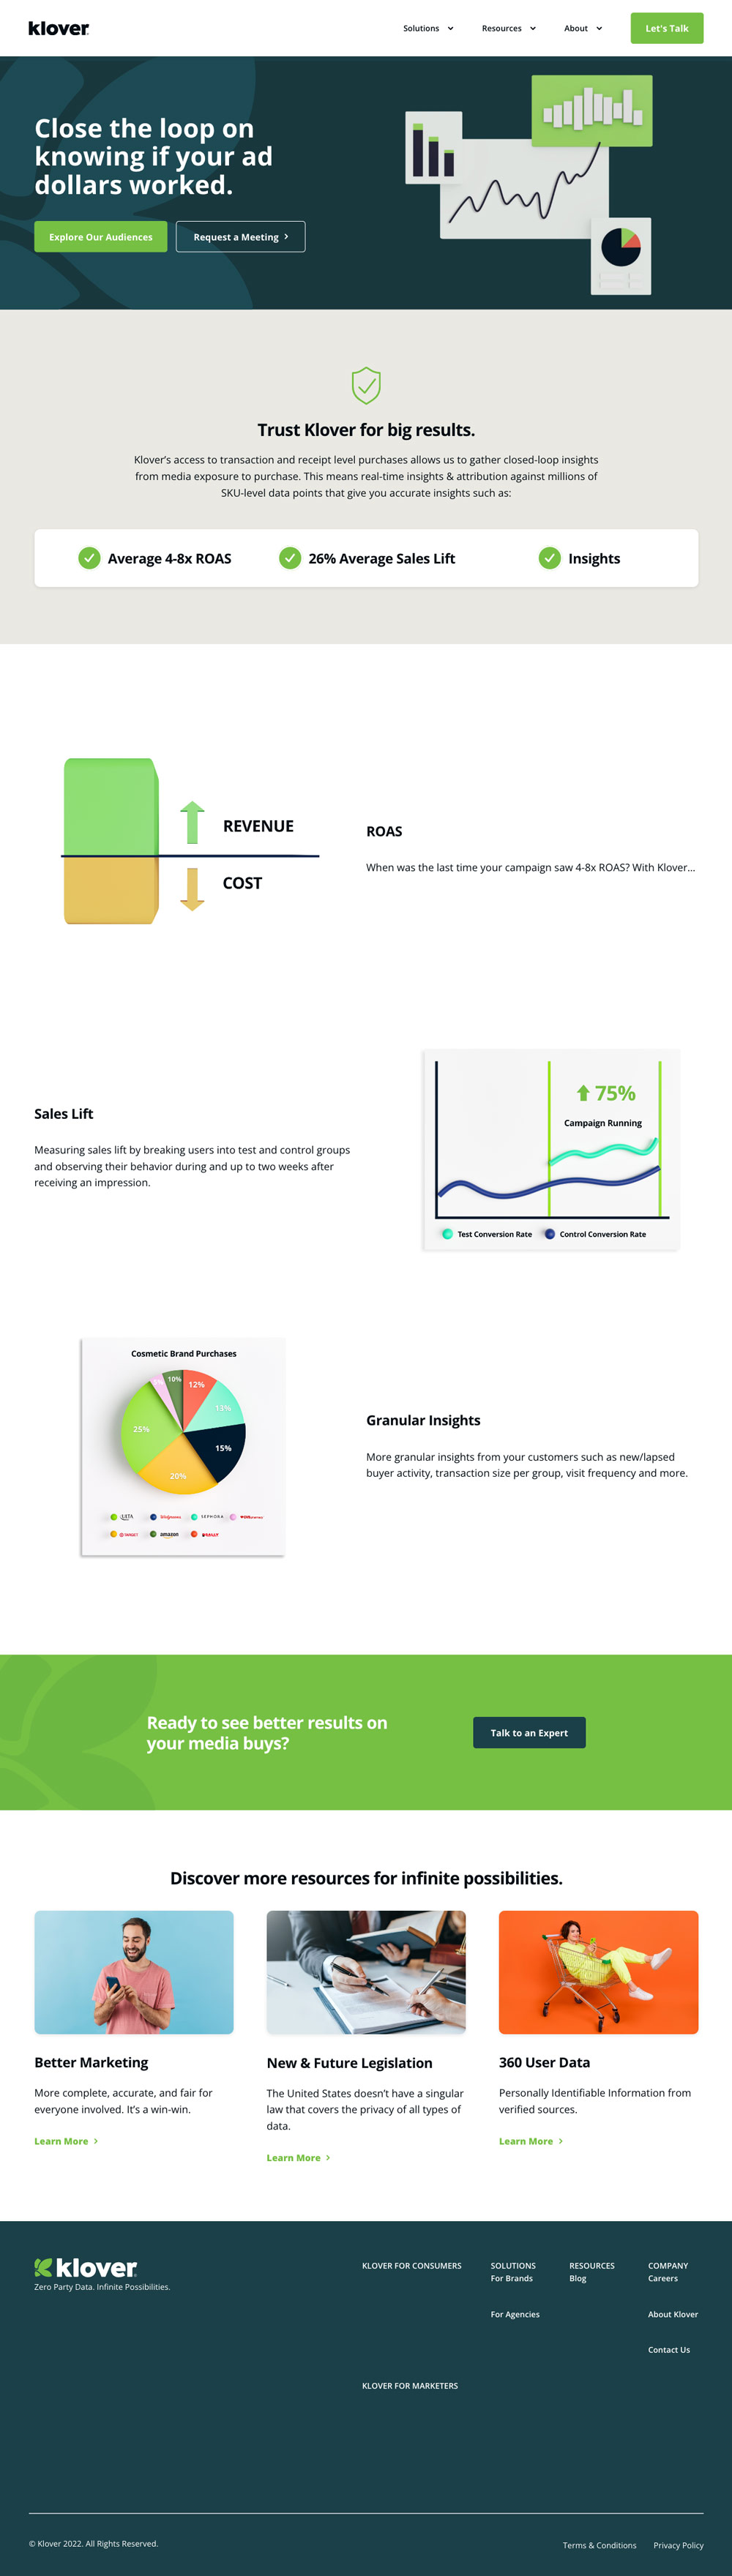 klover
Solutions
Resources
About
Let's Talk
Close the loop on
knowing if your ad
dollars worked.
Explore Our Audiences
Request a Meeting
Trust Klover for big results.
Klover’s access to transaction and receipt level purchases allows us to gather closed-loop insights
from media exposure to purchase. This means real-time insights & attribution against millions of
SKU-level data points that give you accurate insights such as:
Average 4-8x ROAS
26% Average Sales Lift
Insights
REVENUE
COST
ROAS
When was the last time your campaign saw 4-8x ROAS? With Klover...
Sales Lift
Measuring sales lift by breaking users into test and control groups
and observing their behavior during and up to two weeks after
receiving an impression.
75%
Campaign Running
Test Conversion Rate
Control Conversion Rate
Cosmetic Brand Purchases
10%
12%
13%
25%
15%
20%
ULTA
Walgreens
SEPHORA
TARGET
amazon
Granular Insights
More granular insights from your customers such as new/lapsed
buyer activity, transaction size per group, visit frequency and more.
Ready to see better results on
your media buys?
Talk to an Expert
Discover more resources for infinite possibilities.
Better Marketing
More complete, accurate, and fair for
everyone involved. It’s a win-win.
Learn More
New & Future Legislation
The United States doesn’t have a singular
law that covers the privacy of all types of
data.
Learn More
360 User Data
Personally Identifiable Information from
verified sources.
Learn More
klover
Zero Party Data. Infinite Possibilities.
KLOVER FOR CONSUMERS
SOLUTIONS
For Brands
For Agencies
RESOURCES
Blog
COMPANY
Careers
About Klover
Contact Us
KLOVER FOR MARKETERS
© Klover 2022. All Rights Reserved.
Terms & Conditions
Privacy Policy